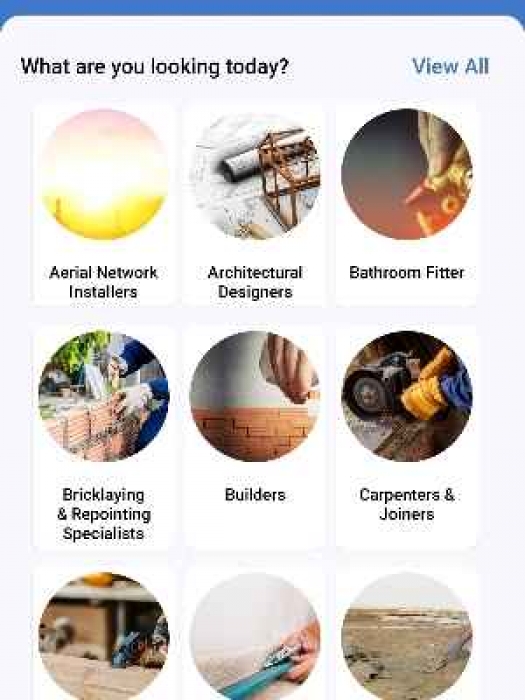 What are you looking today?
View All
Aerial Network
Installers
Architectural
Designers
Bathroom Fitter
Bricklaying
& Repointing
Specialists
Builders
Carpenters &
Joiners